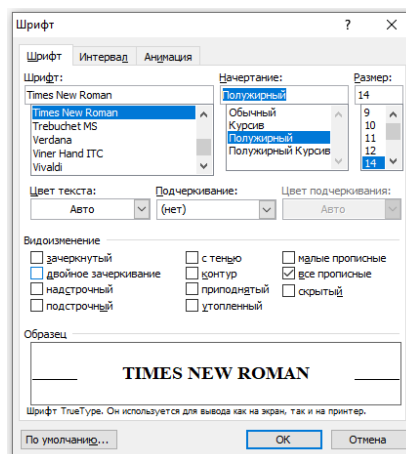 Шрифт ? ×
Шрифт Интервал Анимация
Шрифт: Начертание: Размер:
Times New Roman Полужирный 14
Times New Roman Обычный 9
Trebuchet MS Курсив 10
Verdana Полужирный 11
Viner Hand ITC Полужирный Курсив 12
Vivaldi 14
Цвет текста: Подчеркивание: Цвет подчеркивания:
Авто (нет) Авто
Видоизменение
зачеркнутый с тенью малые прописные
двойное зачеркивание контур все прописные
надстрочный приподнятый скрытый
подстрочный утопленный
Образец
TIMES NEW ROMAN
Шрифт TrueType. Он используется для вывода как на экран, так и на принтер.
По умолчанию... ОК Отмена